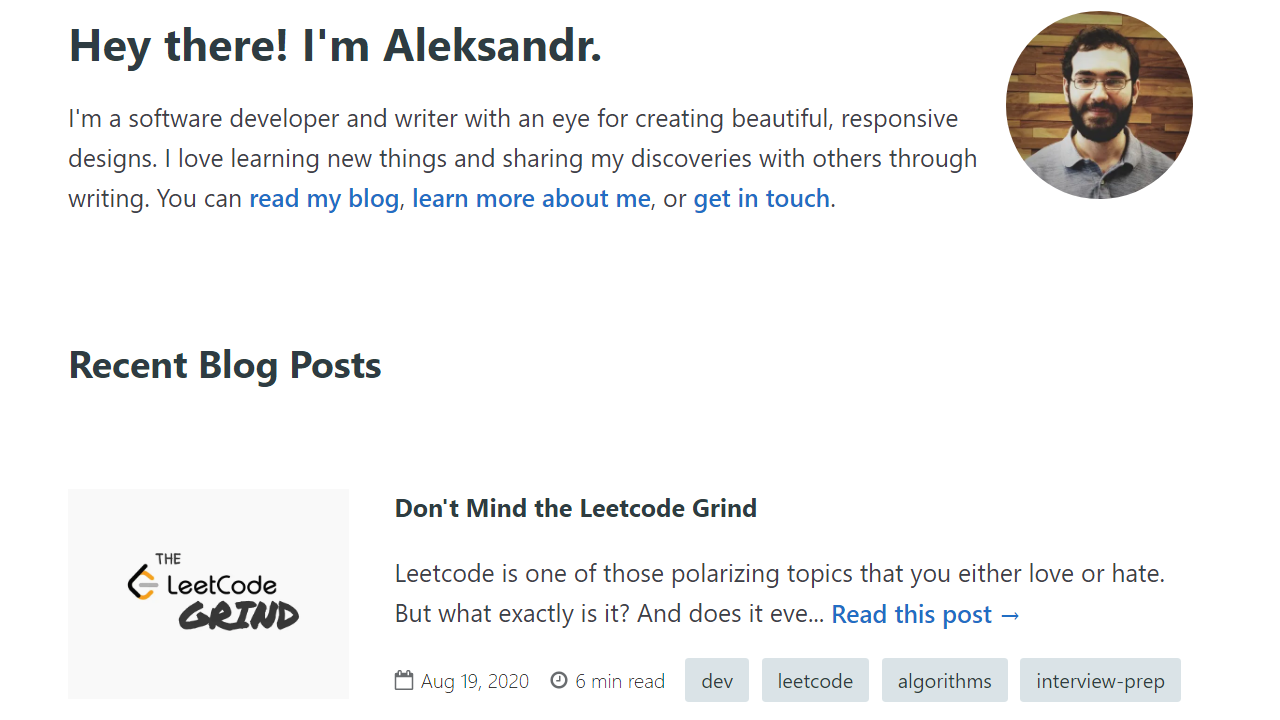 Hey there! I'm Aleksandr.
I'm a software developer and writer with an eye for creating beautiful, responsive
designs. I love learning new things and sharing my discoveries with others through
writing. You can read my blog, learn more about me, or get in touch.
Recent Blog Posts
THE
LeetCode
GRIND
Don't Mind the Leetcode Grind
Leetcode is one of those polarizing topics that you either love or hate.
But what exactly is it? And does it eve... Read this post →
Aug 19, 2020 6 min read dev leetcode algorithms interview-prep